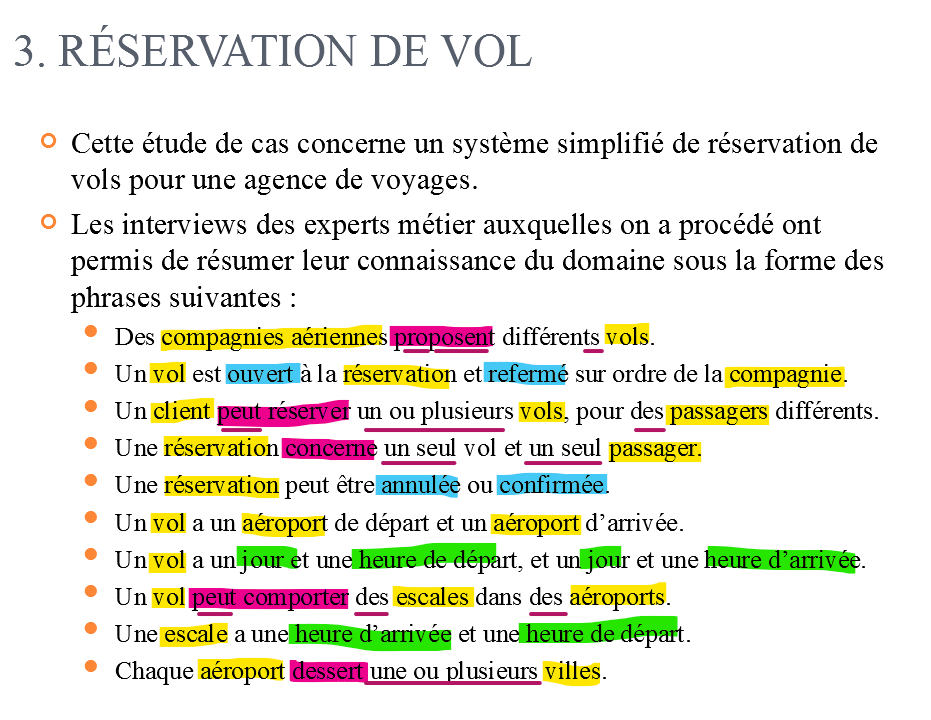 3. RÉSERVATION DE VOL
Cette étude de cas concerne un système simplifié de réservation de
vols pour une agence de voyages.
Les interviews des experts métier auxquelles on a procédé ont
permis de résumer leur connaissance du domaine sous la forme des
phrases suivantes :
Des compagnies aériennes proposent différents vols.
Un vol est ouvert à la réservation et refermé sur ordre de la compagnie.
Un client peut réserver un ou plusieurs vols, pour des passagers différents.
Une réservation concerne un seul vol et un seul passager.
Une réservation peut être annulée ou confirmée.
Un vol a un aéroport de départ et un aéroport d’arrivée.
Un vol a un jour et une heure de départ, et un jour et une heure d’arrivée.
Un vol peut comporter des escales dans des aéroports.
Une escale a une heure d’arrivée et une heure de départ.
Chaque aéroport dessert une ou plusieurs villes.